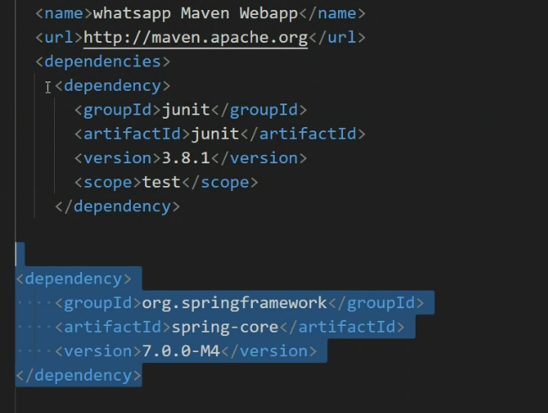 <name>whatsapp Maven Webapp</name>
<url>http://maven.apache.org</url>
<dependencies>
<dependency>
<groupId>junit</groupId>
<artifactId>junit</artifactId>
<version>3.8.1</version>
<scope>test</scope>
</dependency>
<dependency>
<groupId>org.springframework</groupId>
<artifactId>spring-core</artifactId>
<version>7.0.0-M4</version>
</dependency>